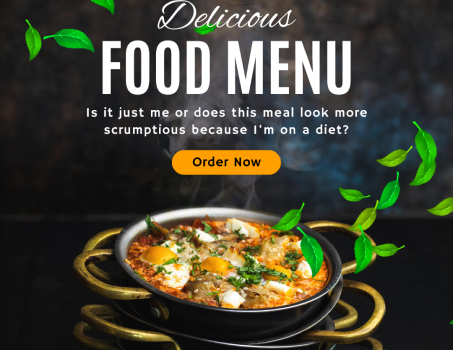 Delicious
FOOD MENU
Is it just me or does this meal look more
scrumptious because I'm on a diet?
Order Now